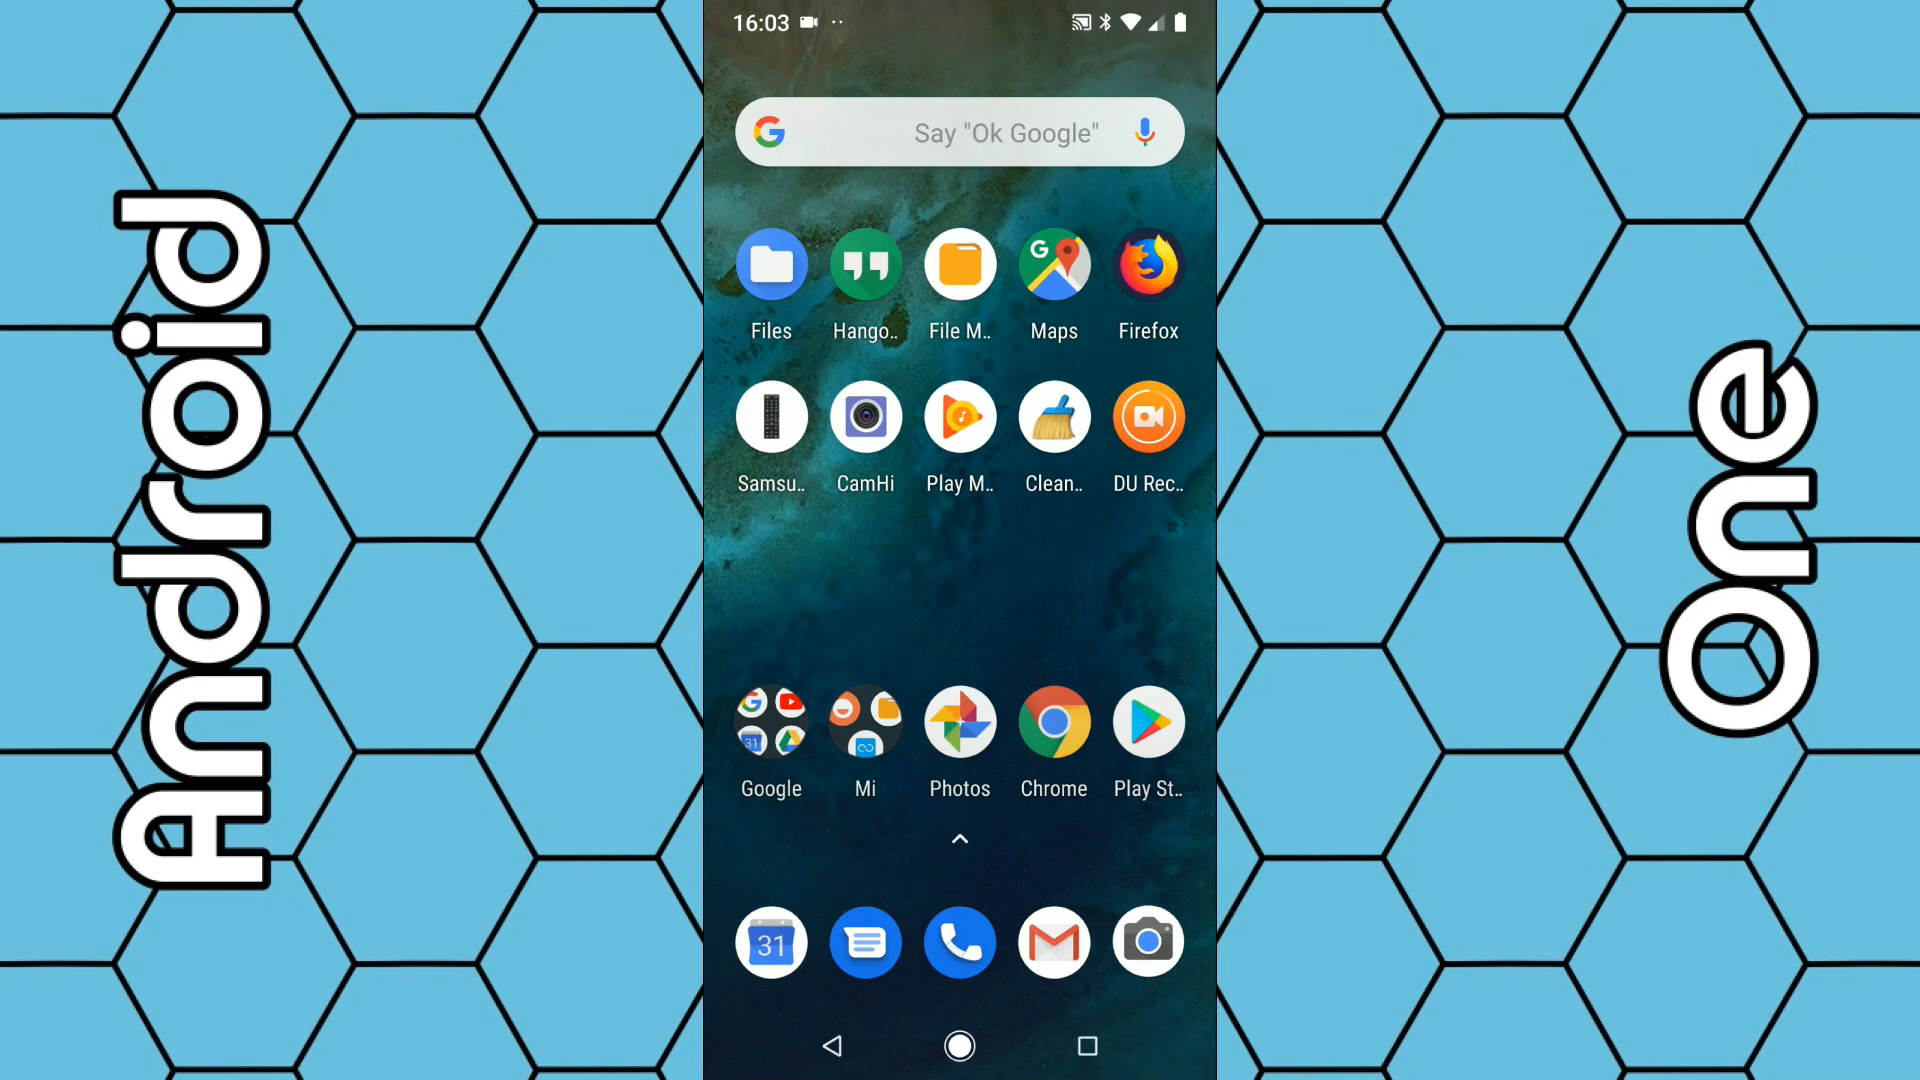 Android
16:03
Say "Ok Google"
Files
Hango..
File M..
Maps
Firefox
Samsu..
CamHi
Play M..
Clean..
DU Rec..
31
Google
Mi
Photos
Chrome
Play St..
31
One